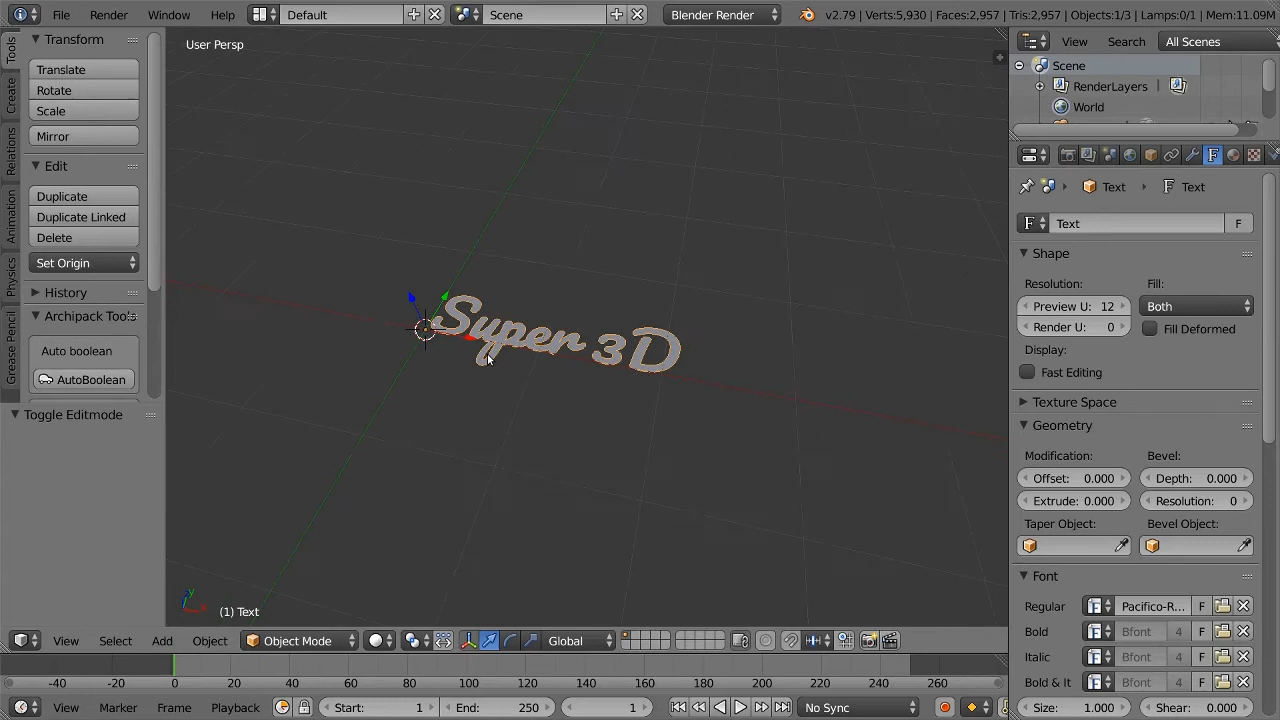 File Render Window Help Default Scene Blender Render v2.79 | Verts:5,930 | Faces:2,957 | Tris:2,957 | Objects:1/3 | Lamps:0/1 | Mem:11.09M
Tools
Create
Relations
Animation
Physics
Grease Pencil
Transform
Translate
Rotate
Scale
Mirror
Edit
Duplicate
Duplicate Linked
Delete
Set Origin
History
Archipack Tools
Auto boolean
AutoBoolean
Toggle Editmode
User Persp
Super 3D
y
(1) Text
View Select Add Object Object Mode Global
View Search All Scenes
Scene
RenderLayers
World
Text Text
F Text F
Shape
Resolution: Fill:
Preview U: 12 Both
Render U: 0 Fill Deformed
Display:
Fast Editing
Texture Space
Geometry
Modification: Bevel:
Offset: 0.000 Depth: 0.000
Extrude: 0.000 Resolution: 0
Taper Object: Bevel Object:
Font
Regular Pacifico-R... F
Bold Bfont 4 F
Italic Bfont 4 F
Bold & It Bfont 4 F
Size: 1.000 Shear: 0.000
-40 -20 0 20 40 60 80 100 120 140 160 180 200 220 240 260
View Marker Frame Playback Start: 1 End: 250 1 No Sync